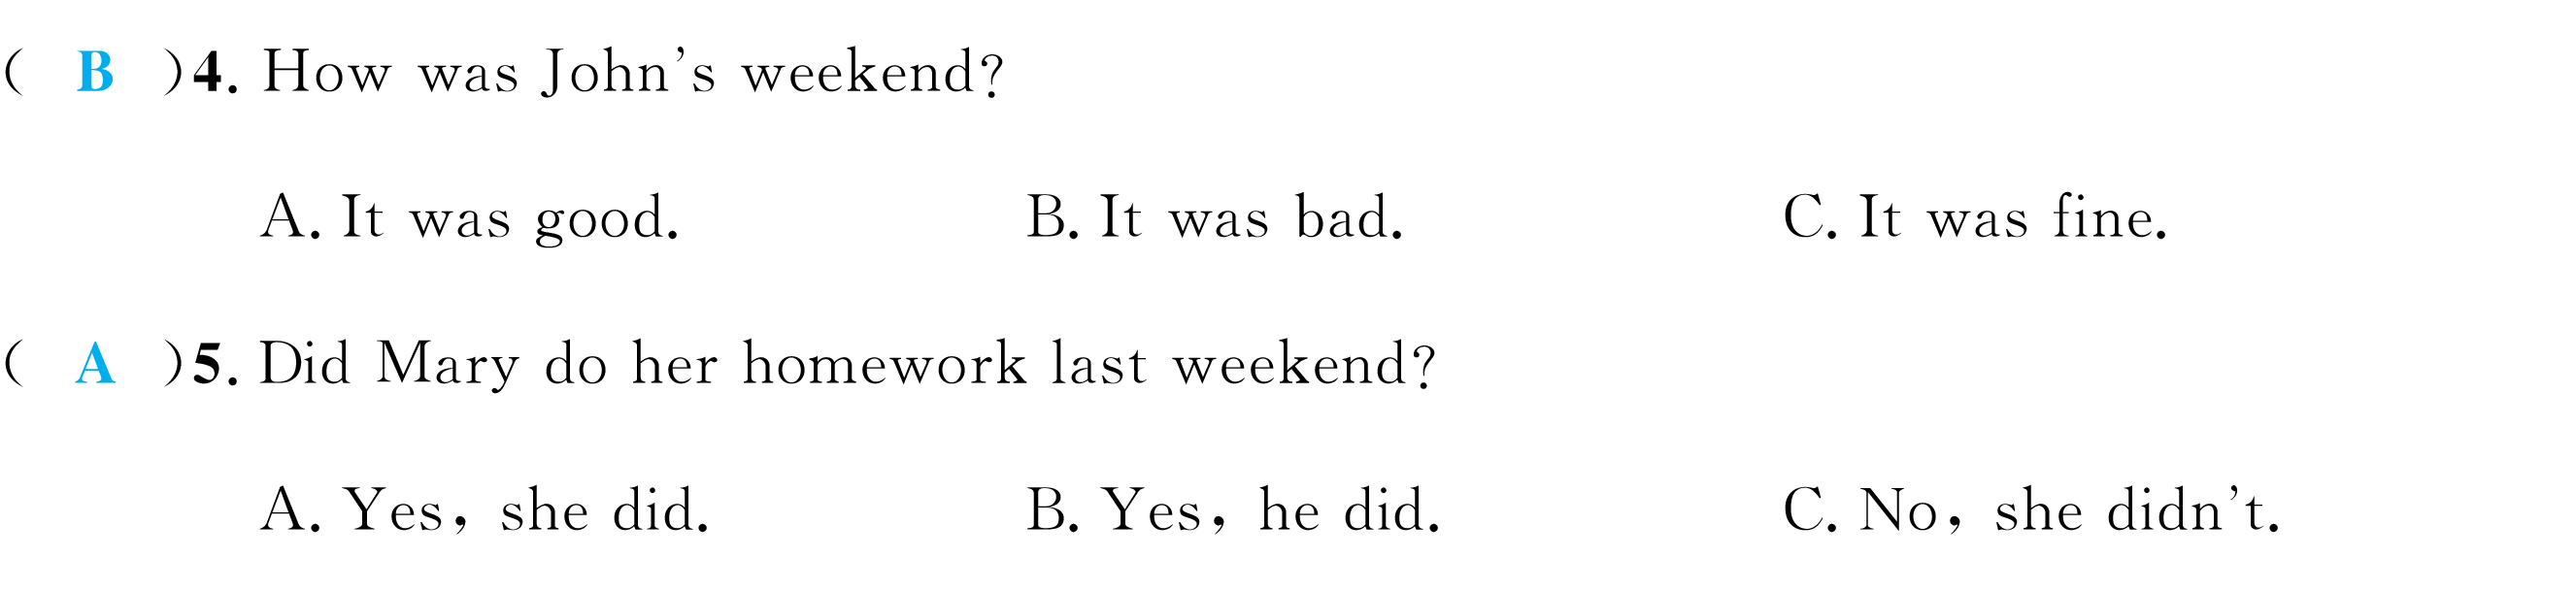 ( B )4. How was John's weekend?
A. It was good. B. It was bad. C. It was fine.
( A )5. Did Mary do her homework last weekend?
A. Yes, she did. B. Yes, he did. C. No, she didn't.